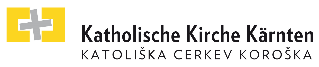 Katholische Kirche Kärnten
KATOLIŠKA CERKEV KOROŠKA